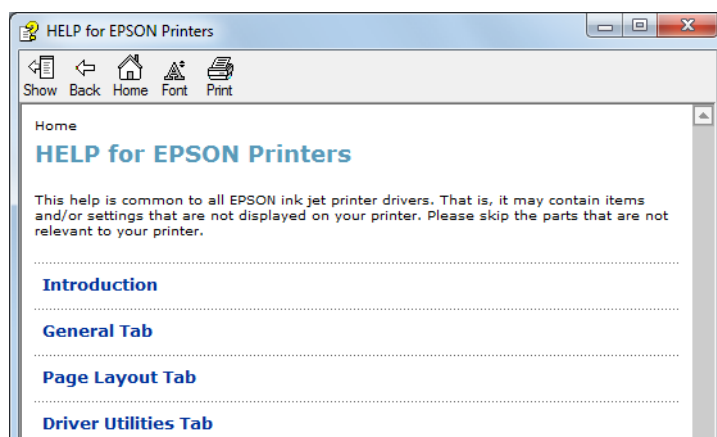 HELP for EPSON Printers
Show Back Home Font Print
Home
HELP for EPSON Printers
This help is common to all EPSON ink jet printer drivers. That is, it may contain items
and/or settings that are not displayed on your printer. Please skip the parts that are not
relevant to your printer.
Introduction
General Tab
Page Layout Tab
Driver Utilities Tab